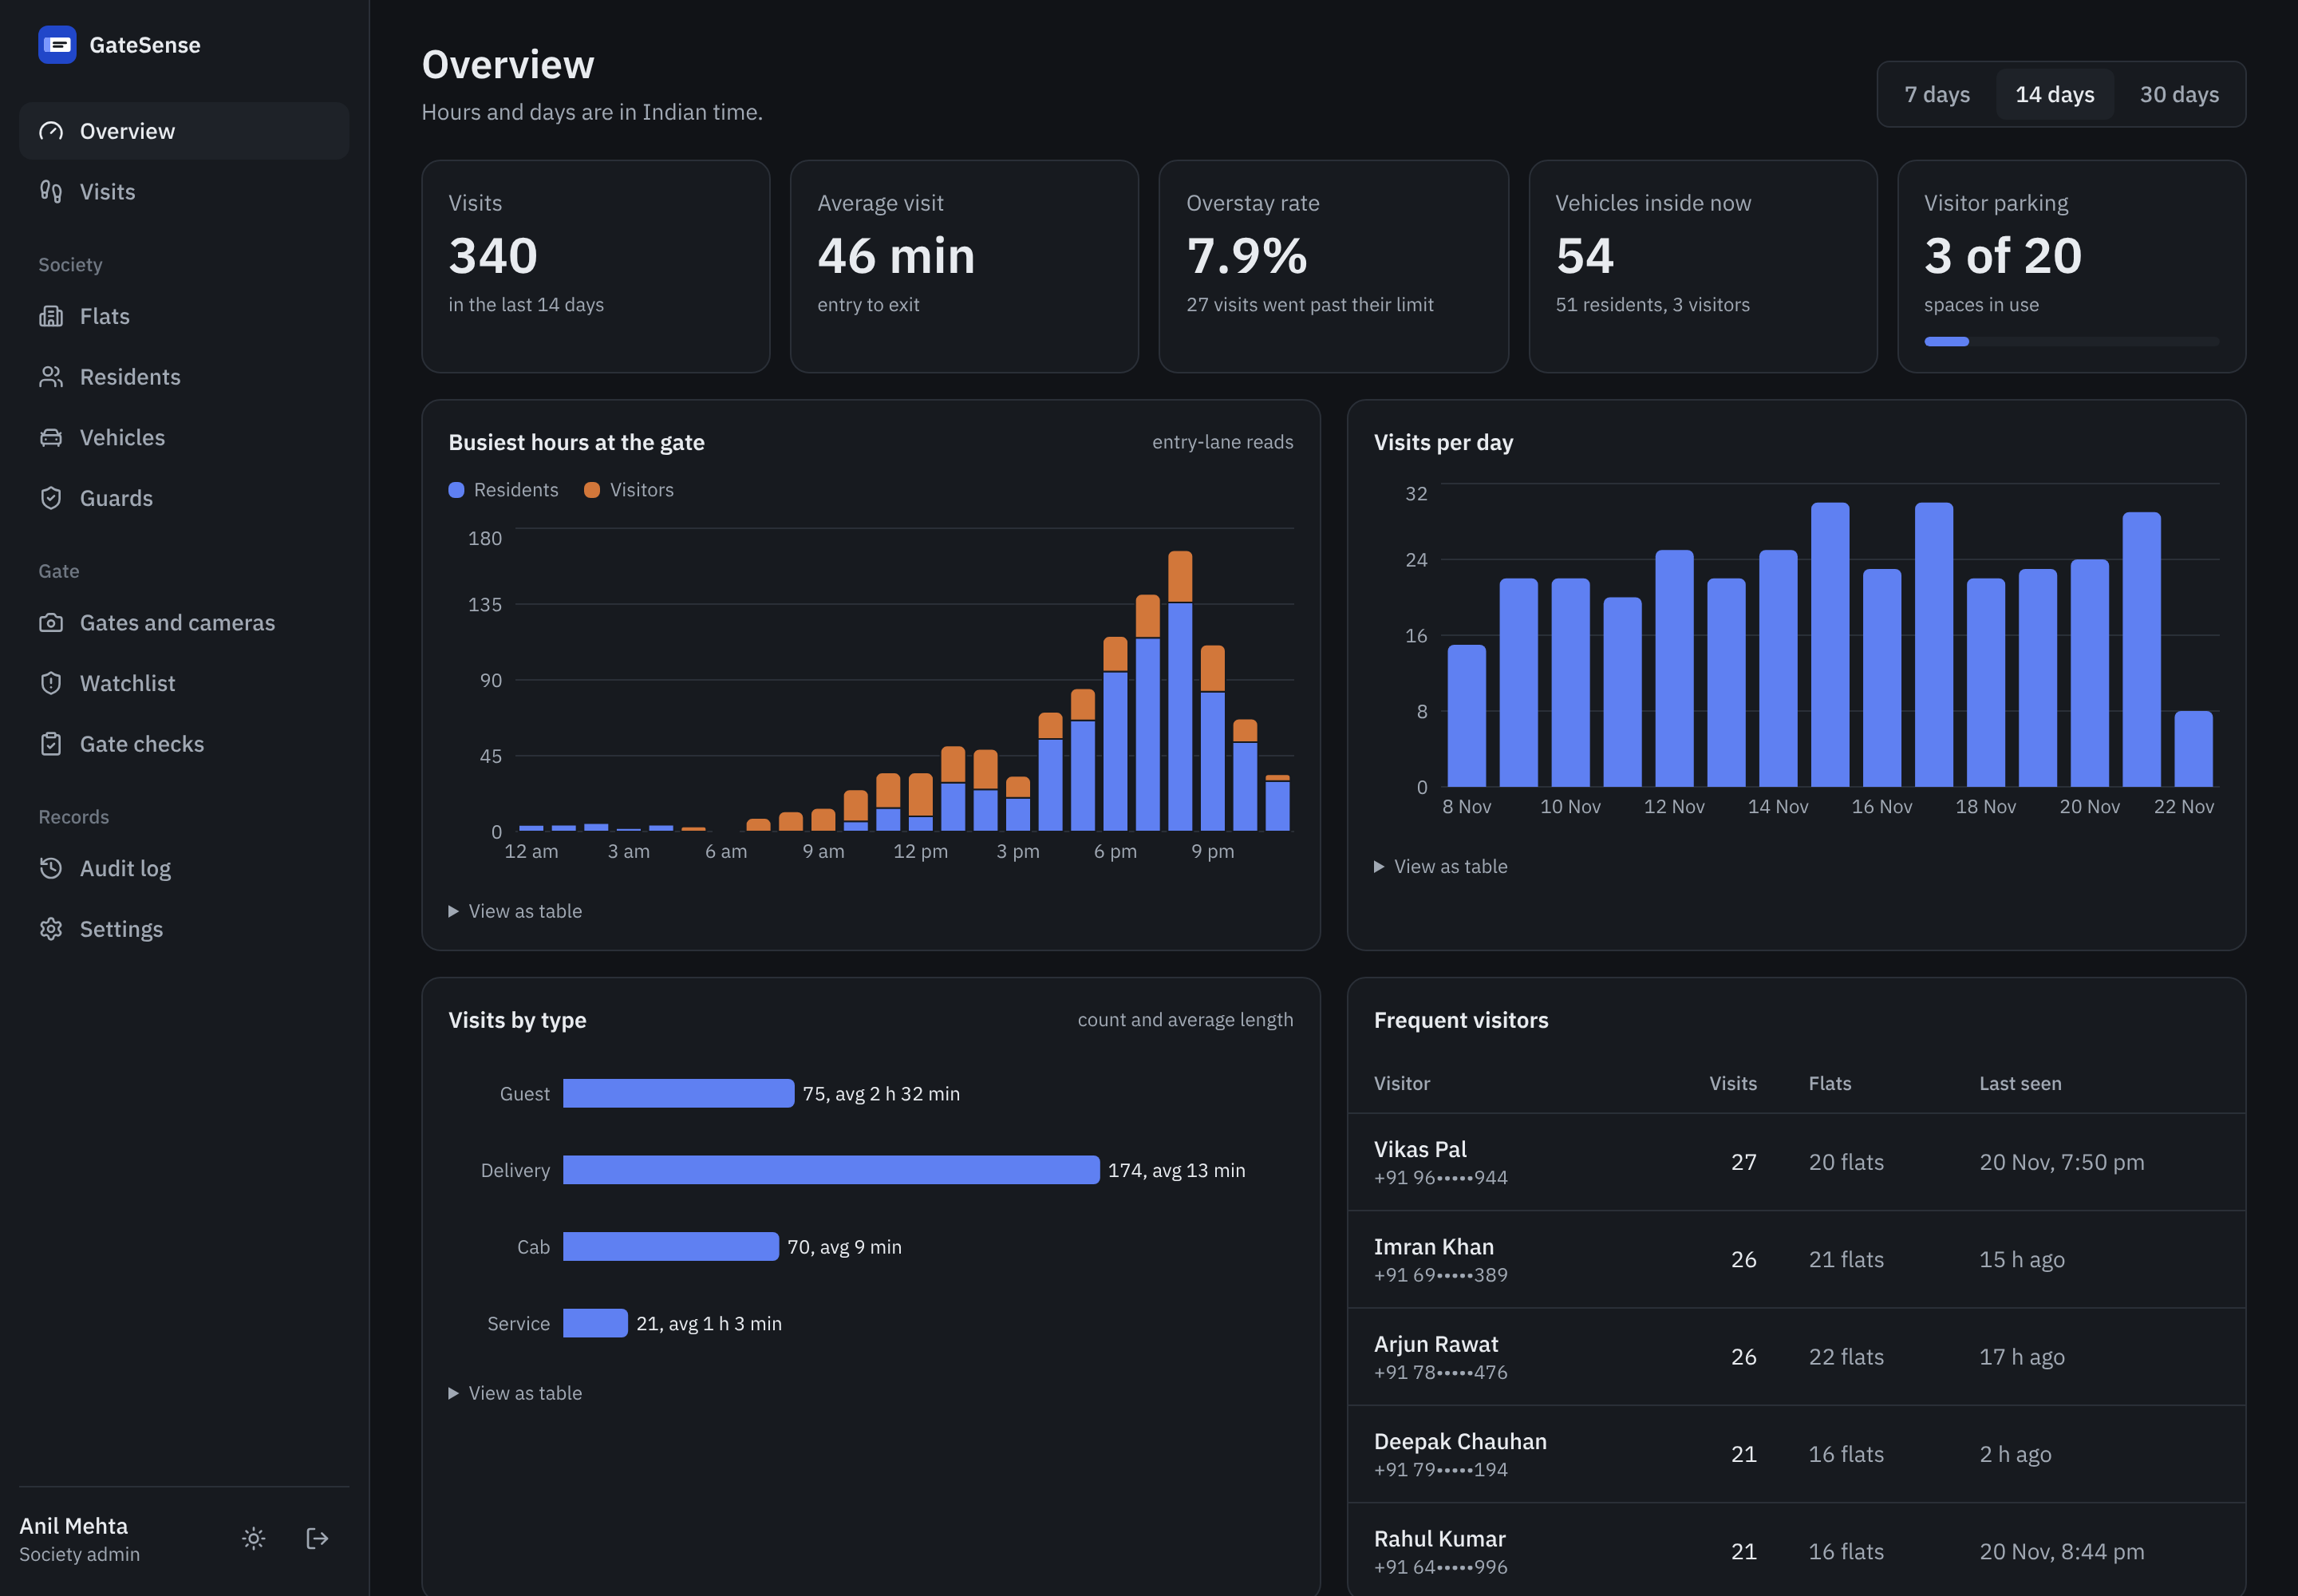 GateSense
Overview
Visits
Society
Flats
Residents
Vehicles
Guards
Gate
Gates and cameras
Watchlist
Gate checks
Records
Audit log
Settings
Anil Mehta
Society admin
Overview
Hours and days are in Indian time.
7 days 14 days 30 days
Visits
340
in the last 14 days
Average visit
46 min
entry to exit
Overstay rate
7.9%
27 visits went past their limit
Vehicles inside now
54
51 residents, 3 visitors
Visitor parking
3 of 20
spaces in use
Busiest hours at the gate entry-lane reads
Residents Visitors
180
135
90
45
0
12 am 3 am 6 am 9 am 12 pm 3 pm 6 pm 9 pm
View as table
Visits per day
32
24
16
8
0
8 Nov 10 Nov 12 Nov 14 Nov 16 Nov 18 Nov 20 Nov 22 Nov
View as table
Visits by type count and average length
Guest 75, avg 2 h 32 min
Delivery 174, avg 13 min
Cab 70, avg 9 min
Service 21, avg 1 h 3 min
View as table
Frequent visitors
Visitor Visits Flats Last seen
Vikas Pal 27 20 flats 20 Nov, 7:50 pm
+91 96•••••944
Imran Khan 26 21 flats 15 h ago
+91 69•••••389
Arjun Rawat 26 22 flats 17 h ago
+91 78•••••476
Deepak Chauhan 21 16 flats 2 h ago
+91 79•••••194
Rahul Kumar 21 16 flats 20 Nov, 8:44 pm
+91 64•••••996